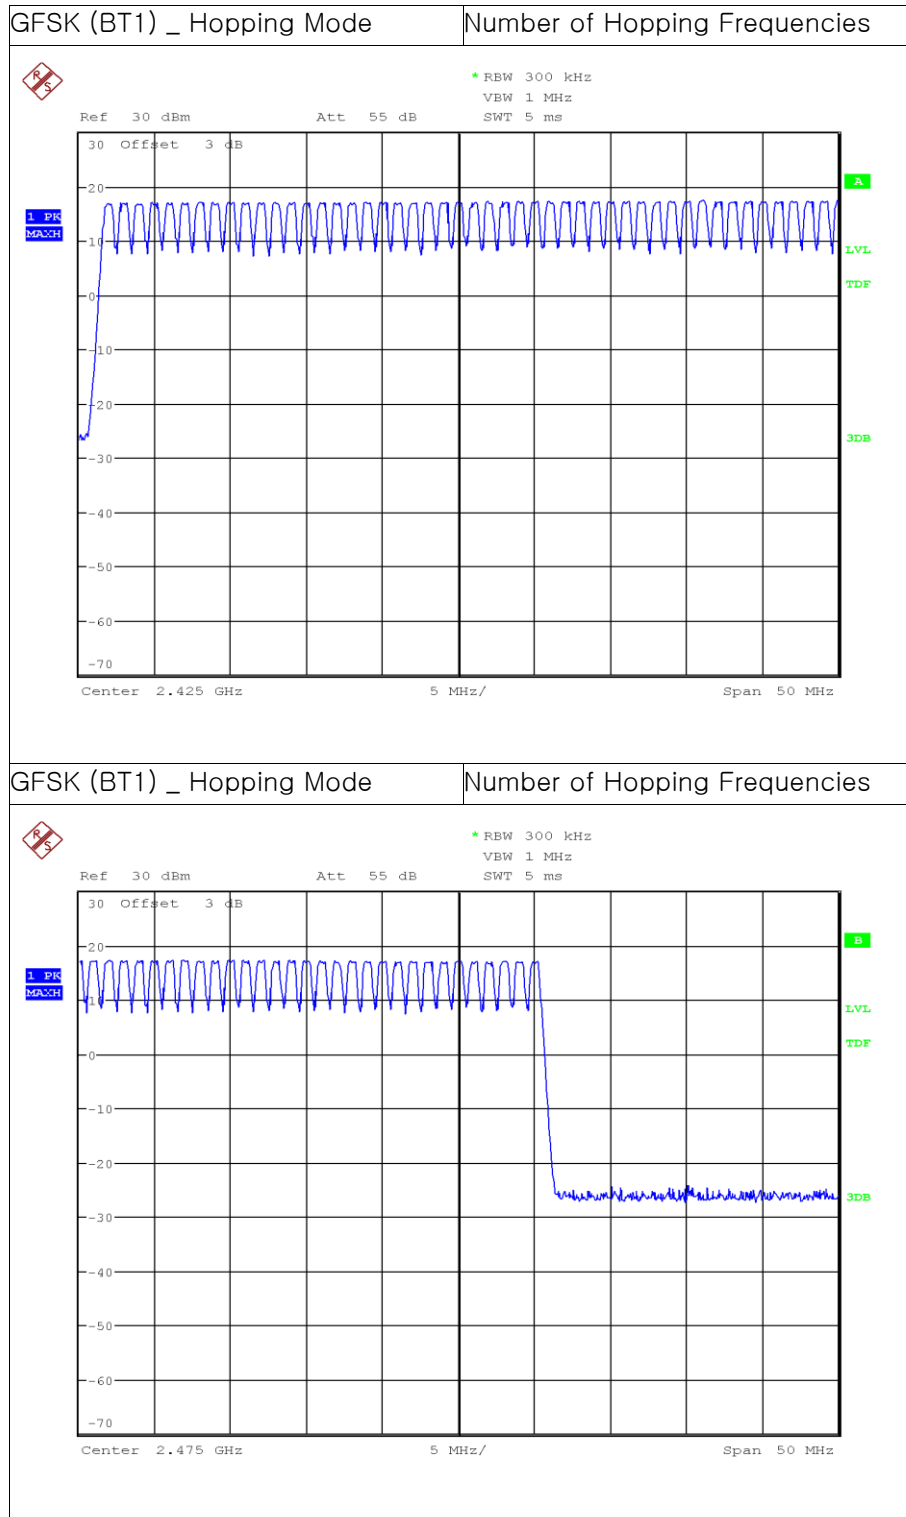 GFSK (BT1) _ Hopping Mode Number of Hopping Frequencies
R S
* RBW 300 kHz
VBW 1 MHz
Ref 30 dBm Att 55 dB SWT 5 ms
30 Offset 3 dB
20
A
1 PK
MAXH
10
LVL
TDF
0
-10
-20
3DB
-30
-40
-50
-60
-70
Center 2.425 GHz 5 MHz/ Span 50 MHz
GFSK (BT1) _ Hopping Mode Number of Hopping Frequencies
R S
* RBW 300 kHz
VBW 1 MHz
Ref 30 dBm Att 55 dB SWT 5 ms
30 Offset 3 dB
20
B
1 PK
MAXH
10
LVL
TDF
0
-10
-20
3DB
-30
-40
-50
-60
-70
Center 2.475 GHz 5 MHz/ Span 50 MHz